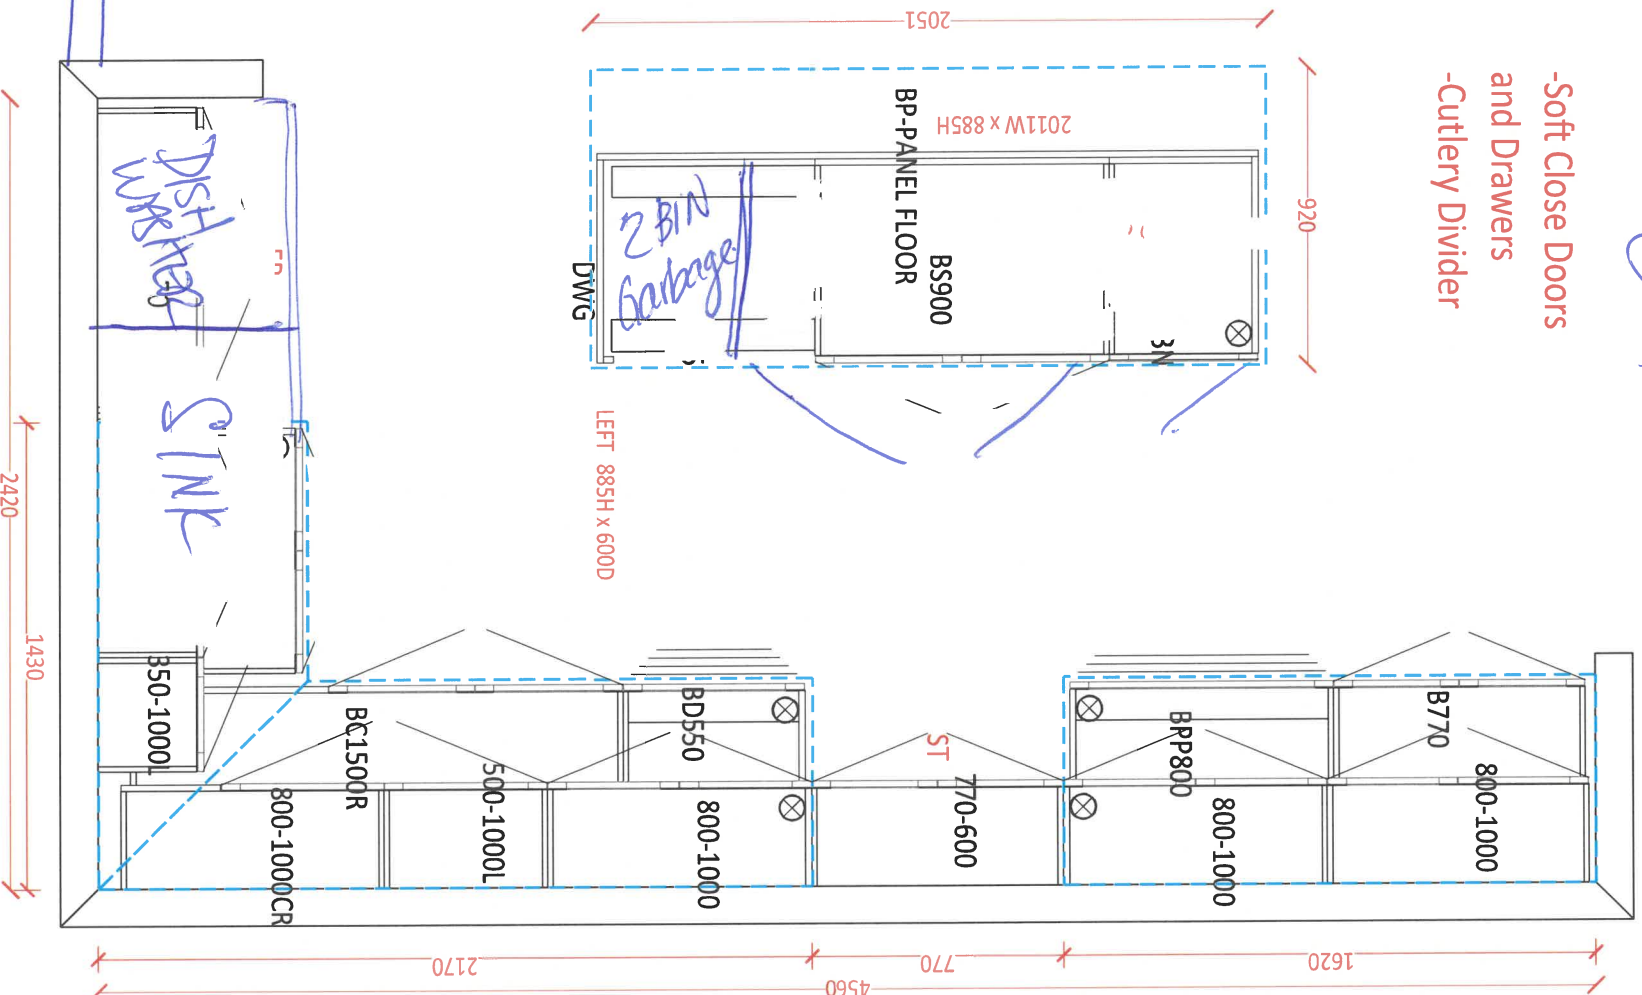 -Soft Close Doors
and Drawers
-Cutlery Divider
2051
920
2011W x 885H
BP-PANEL FLOOR
BS900
DWG
2 BIN
Garbage
LEFT 885H x 600D
DISH
WASHER
SINK
2420
1430
350-1000L
BC1500R
BD550
ST
BPP800
B770
800-1000CR
500-1000L
800-1000
770-600
800-1000
800-1000
2170
770
1620
4560